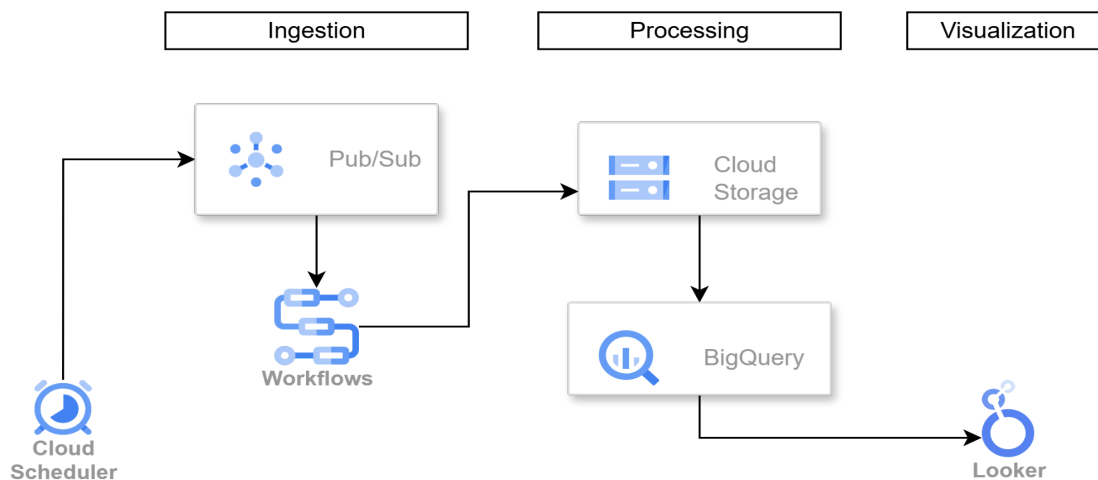 Ingestion
Processing
Visualization
Pub/Sub
Cloud
Storage
Workflows
BigQuery
Cloud
Scheduler
Looker